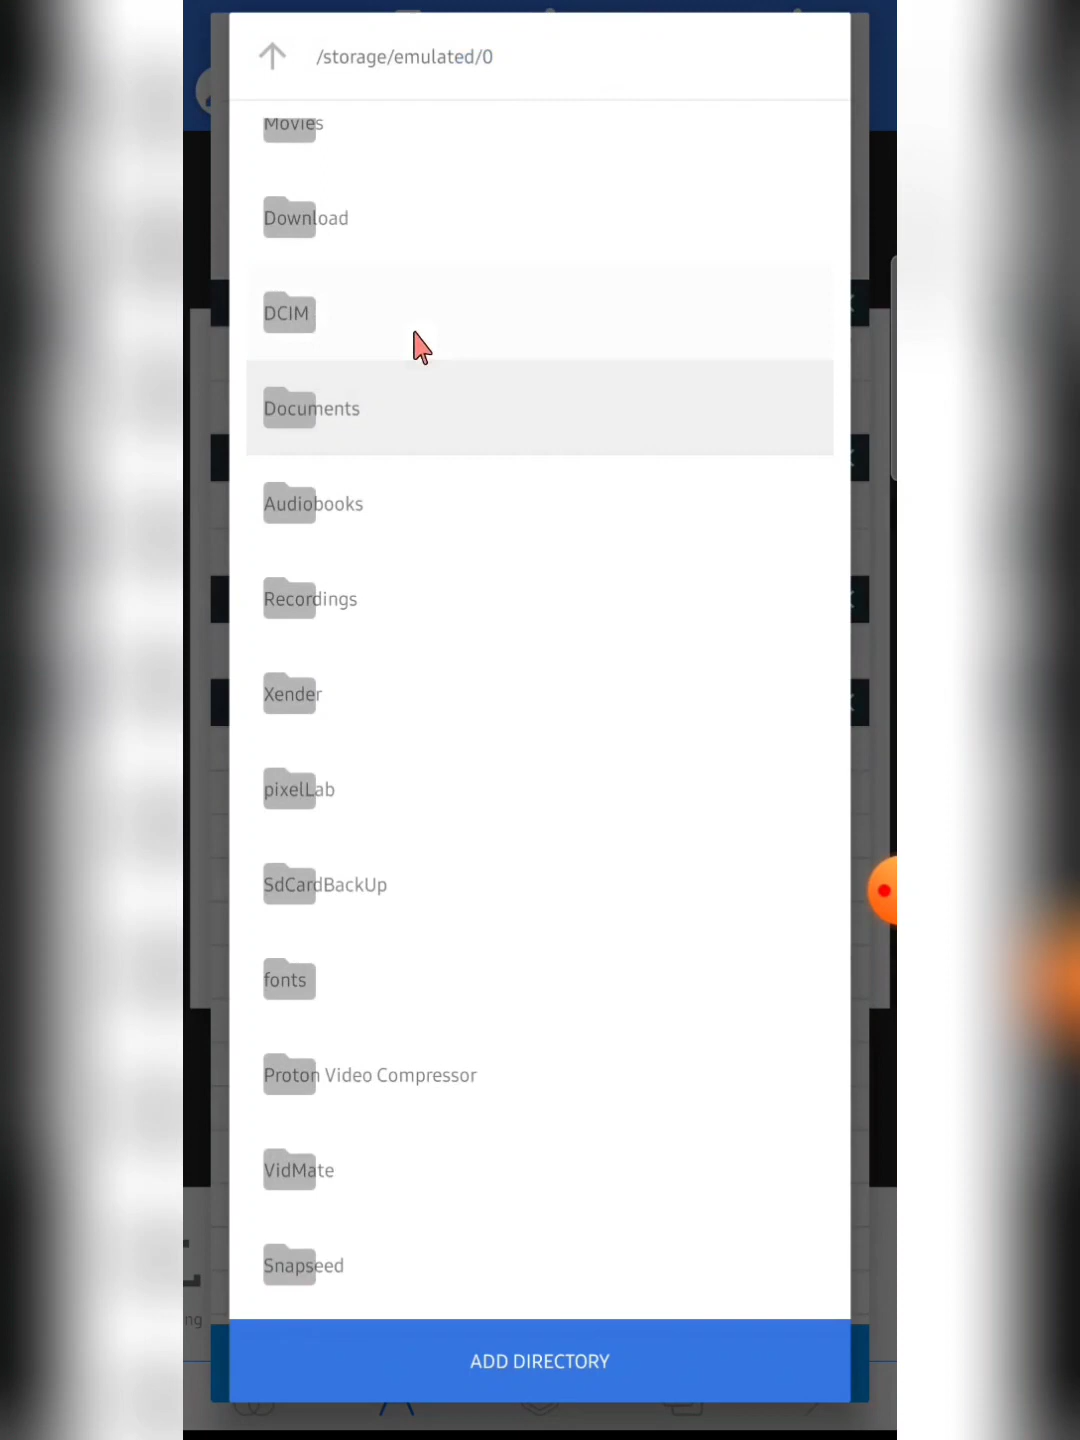 /storage/emulated/0
Movies
Download
DCIM
Documents
Audiobooks
Recordings
Xender
pixelLab
SdCardBackUp
fonts
Proton Video Compressor
VidMate
Snapseed
ng
ADD DIRECTORY